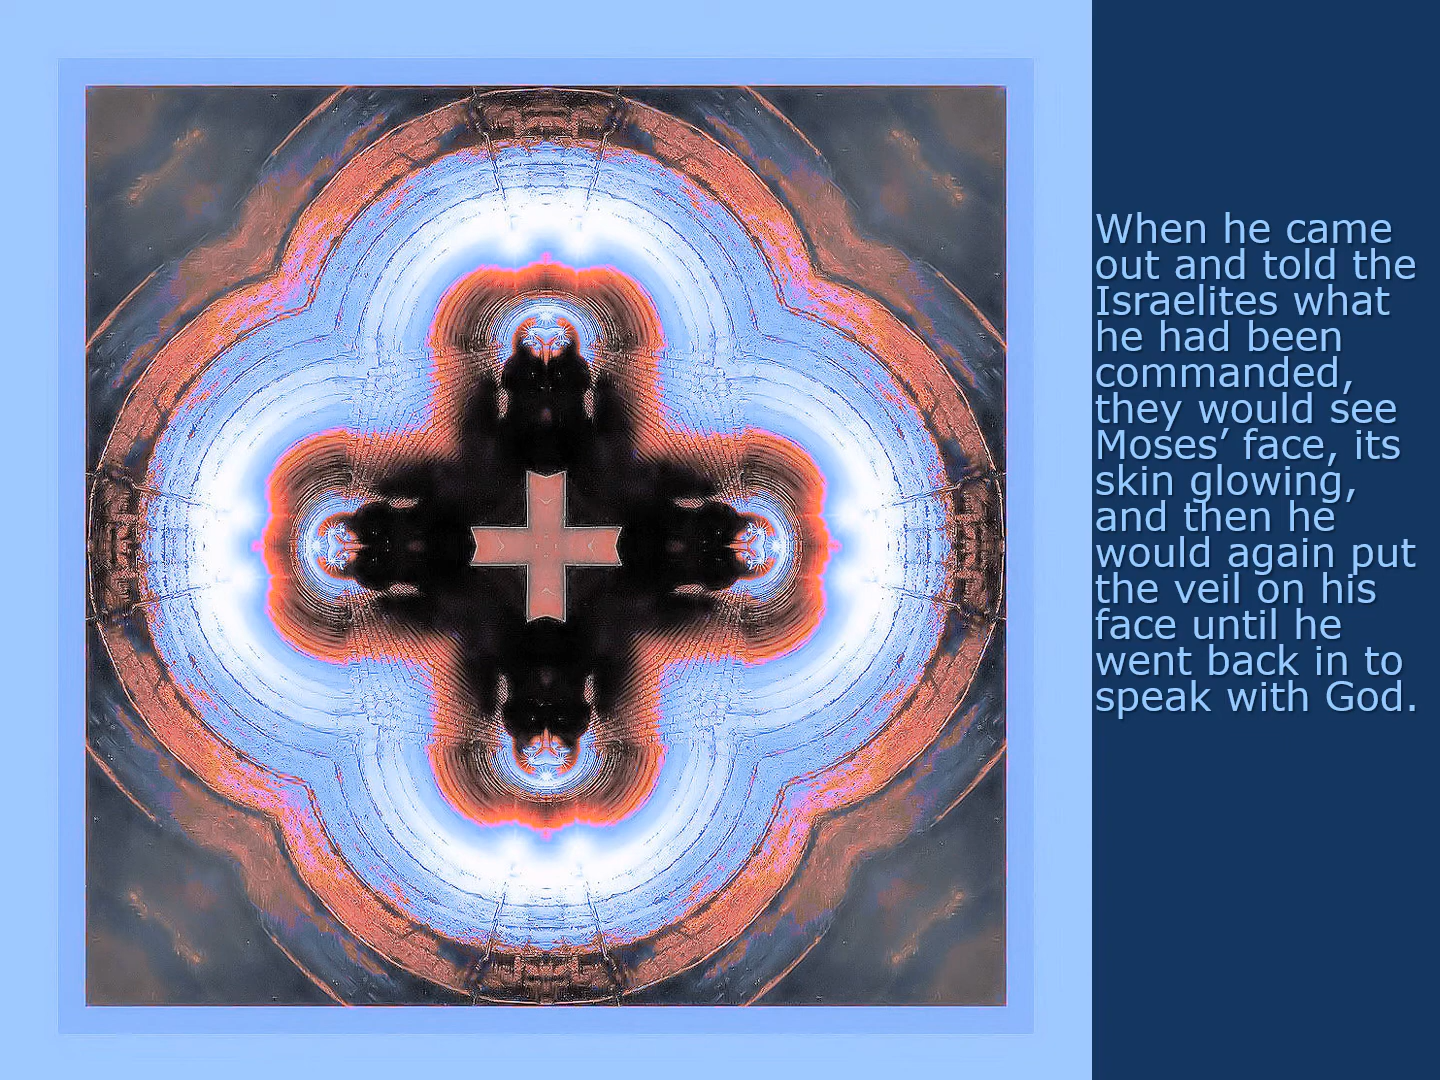 When he came
out and told the
Israelites what
he had been
commanded,
they would see
Moses’ face, its
skin glowing,
and then he
would again put
the veil on his
face until he
went back in to
speak with God.